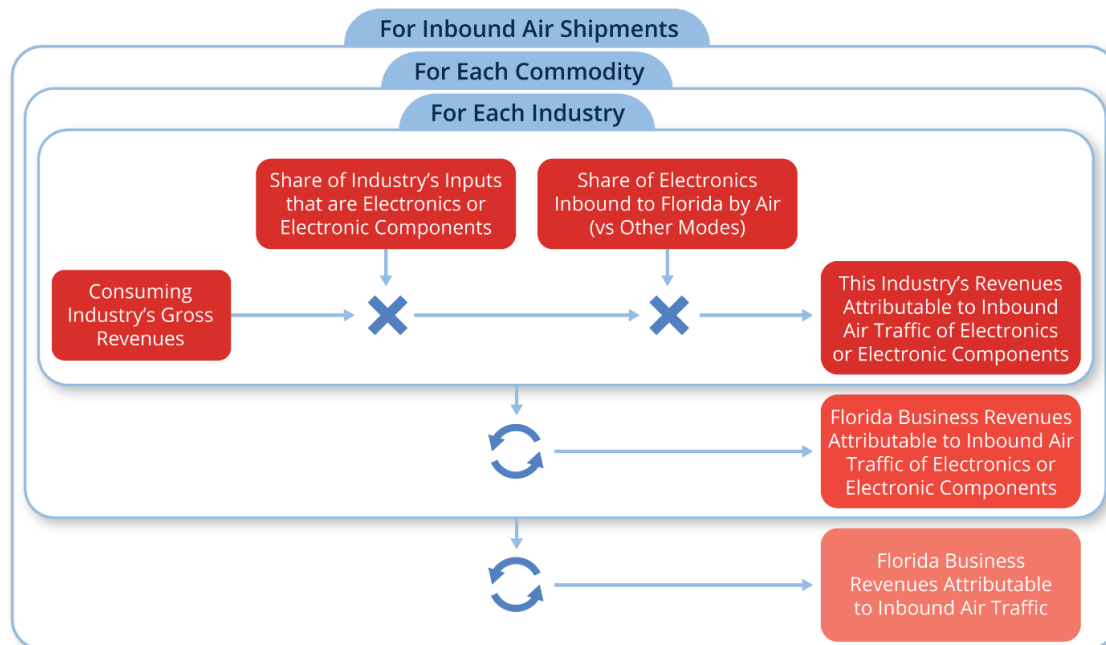 For Inbound Air Shipments
For Each Commodity
For Each Industry
Share of Industry’s Inputs
that are Electronics or
Electronic Components
Share of Electronics
Inbound to Florida by Air
(vs Other Modes)
Consuming
Industry’s Gross
Revenues
This Industry’s Revenues
Attributable to Inbound
Air Traffic of Electronics
or Electronic Components
Florida Business Revenues
Attributable to Inbound Air
Traffic of Electronics or
Electronic Components
Florida Business
Revenues Attributable
to Inbound Air Traffic